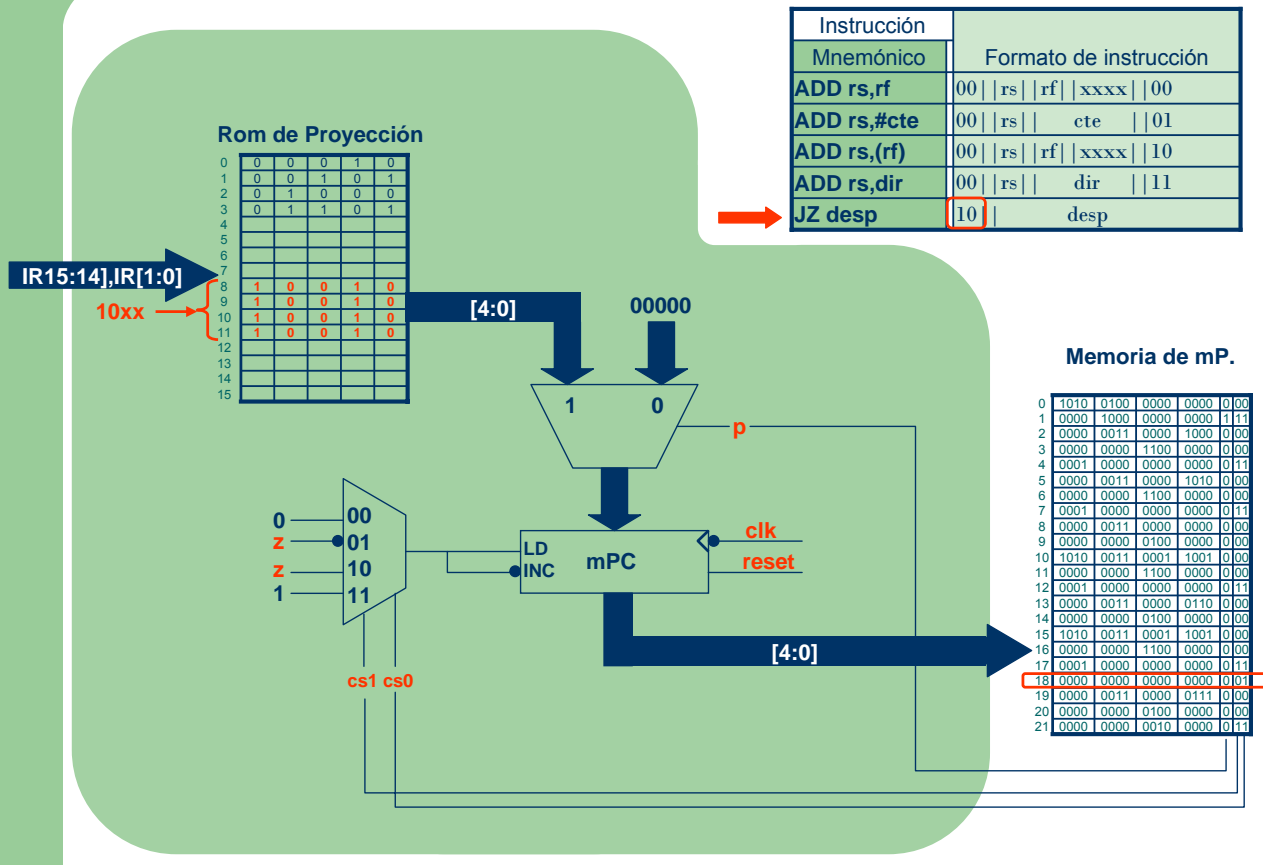 Instrucción
Mnemónico Formato de instrucción
ADD rs,rf 00||rs||rf||xxxx||00
ADD rs,#cte 00||rs|| cte ||01
ADD rs,(rf) 00||rs||rf||xxxx||10
ADD rs,dir 00||rs|| dir ||11
JZ desp 10|| desp
Rom de Proyección
0 0 0 0 1 0
1 0 0 1 0 1
2 0 1 0 0 0
3 0 1 1 0 1
4
5
6
7
8 1 0 0 1 0
9 1 0 0 1 0
10 1 0 0 1 0
11 1 0 0 1 0
12
13
14
15
IR15:14],IR[1:0]
10xx
[4:0]
00000
1 0
p
0 00
z 01
z 10
1 11
cs1 cs0
LD
INC
mPC
clk
reset
[4:0]
Memoria de mP.
0 1010 0100 0000 0000 0 00
1 0000 1000 0000 0000 1 11
2 0000 0011 0000 1000 0 00
3 0000 0000 1100 0000 0 00
4 0001 0000 0000 0000 0 11
5 0000 0011 0000 1010 0 00
6 0000 0000 1100 0000 0 00
7 0001 0000 0000 0000 0 11
8 0000 0011 0000 0000 0 00
9 0000 0000 0100 0000 0 00
10 1010 0011 0001 1001 0 00
11 0000 0000 1100 0000 0 00
12 0001 0000 0000 0000 0 11
13 0000 0011 0000 0110 0 00
14 0000 0000 0100 0000 0 00
15 1010 0011 0001 1001 0 00
16 0000 0000 1100 0000 0 00
17 0001 0000 0000 0000 0 11
18 0000 0000 0000 0000 0 01
19 0000 0011 0000 0111 0 00
20 0000 0000 0100 0000 0 00
21 0000 0000 0010 0000 0 11